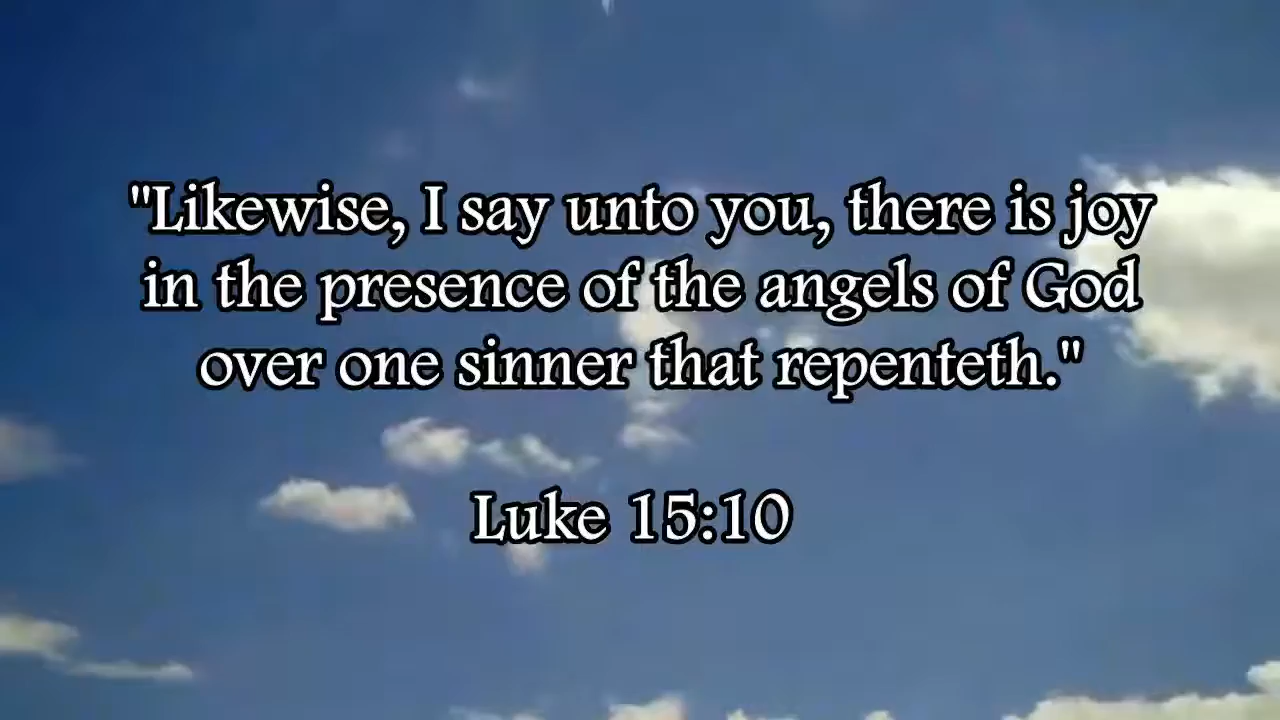 "Likewise, I say unto you, there is joy
in the presence of the angels of God
over one sinner that repenteth."
Luke 15:10